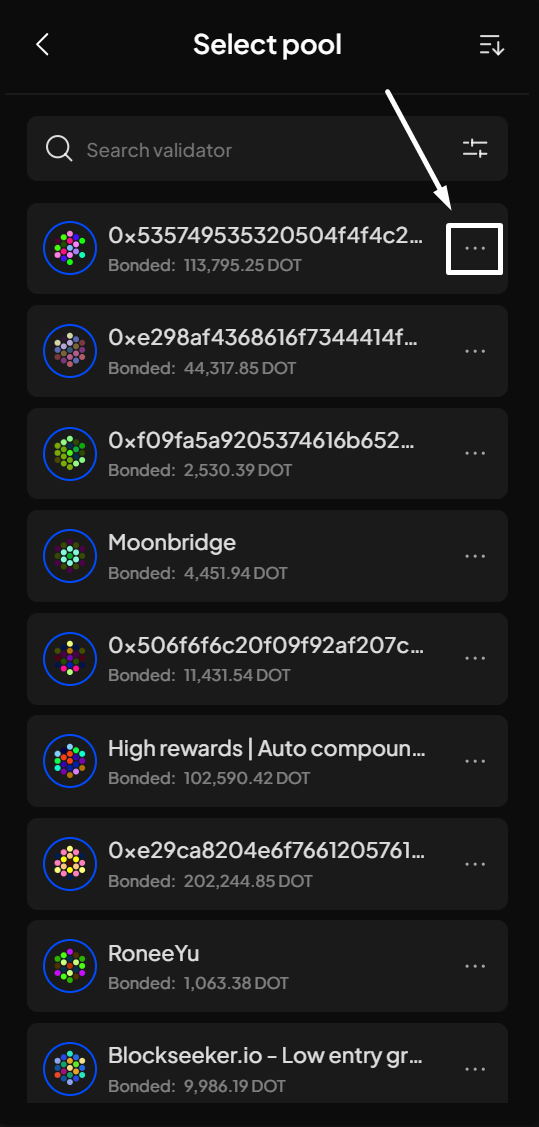 Select pool
Search validator
0x535749535320504f4f4c2...
Bonded: 113,795.25 DOT
0xe298af4368616f7344414f...
Bonded: 44,317.85 DOT
0xf09fa5a9205374616b652...
Bonded: 2,530.39 DOT
Moonbridge
Bonded: 4,451.94 DOT
0x506f6f6c20f09f92af207c...
Bonded: 11,431.54 DOT
High rewards | Auto compoun...
Bonded: 102,590.42 DOT
0xe29ca8204e6f7661205761...
Bonded: 202,244.85 DOT
RoneeYu
Bonded: 1,063.38 DOT
Blockseeker.io - Low entry gr...
Bonded: 9,986.19 DOT